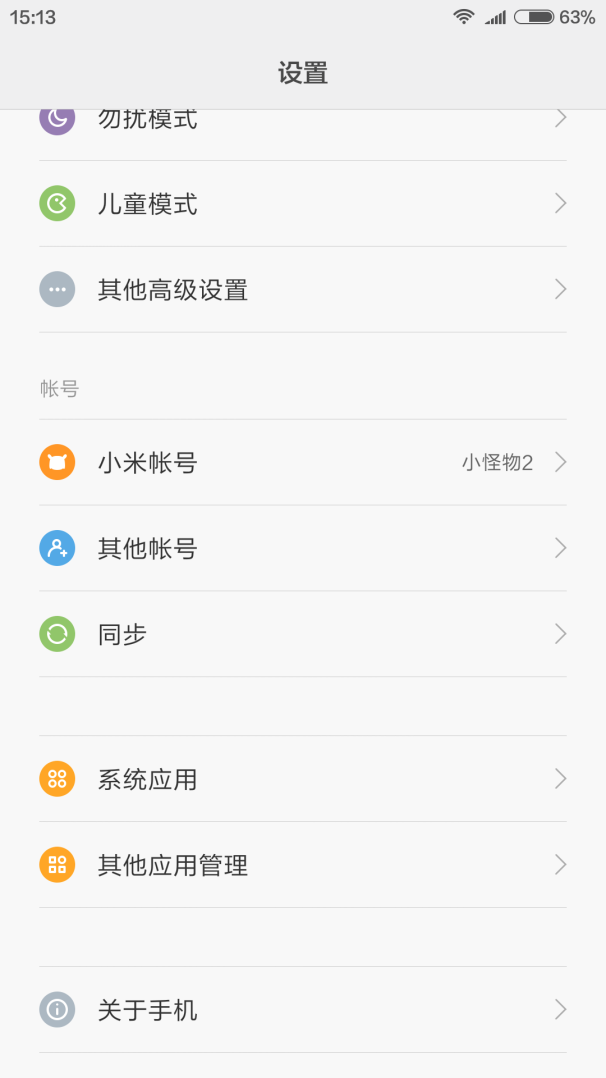 15:13 63%
设置
勿扰模式
儿童模式
其他高级设置
帐号
小米帐号 小怪物2
其他帐号
同步
系统应用
其他应用管理
关于手机